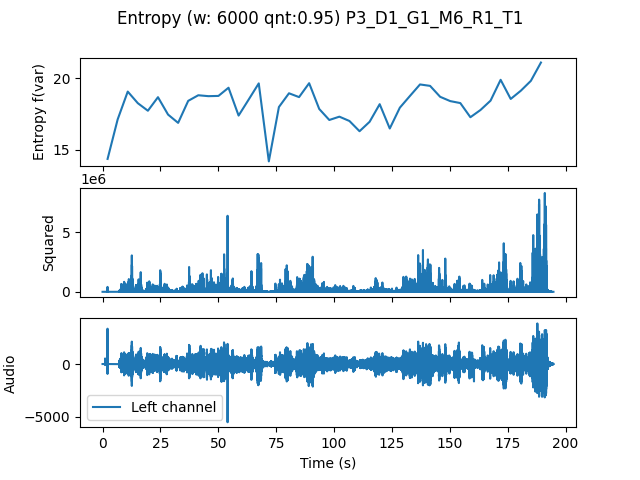 Entropy (w: 6000 qnt:0.95) P3_D1_G1_M6_R1_T1
Entropy f(var)
20
15
1e6
Squared
5
0
Audio
0
−5000
Left channel
0 25 50 75 100 125 150 175 200
Time (s)